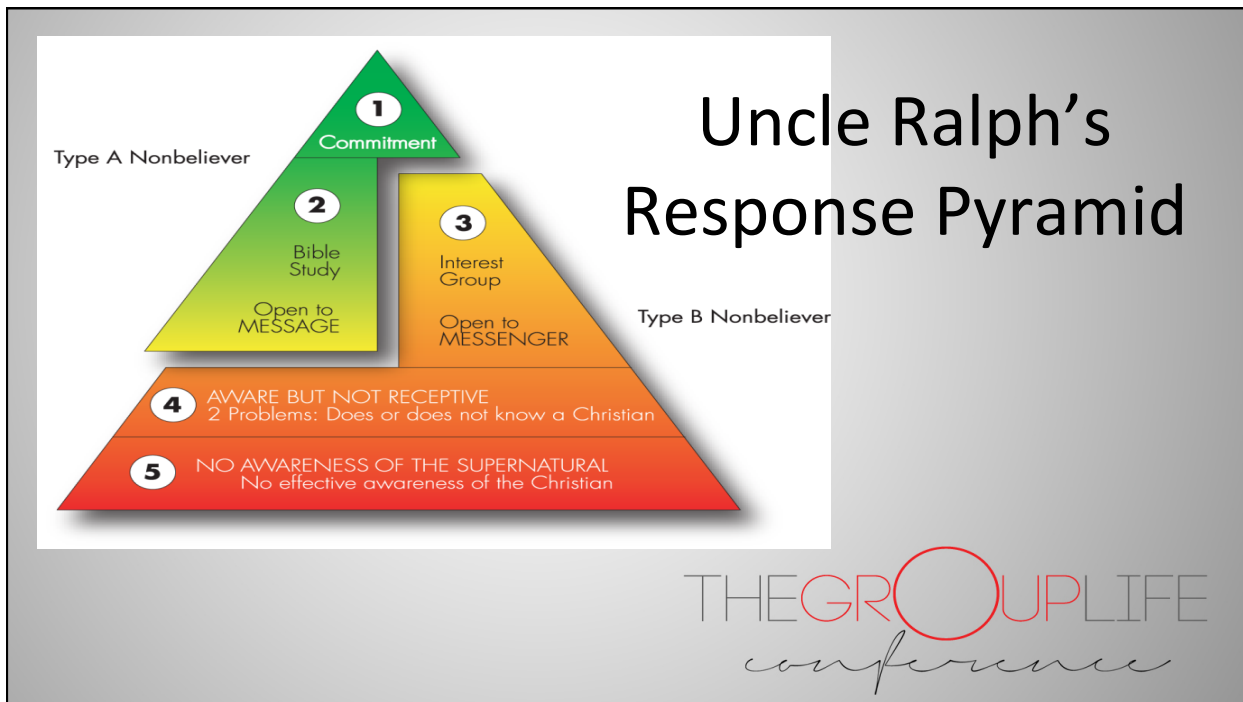 Uncle Ralph’s
Response Pyramid
Type A Nonbeliever
1
Commitment
2
Bible
Study
Open to
MESSAGE
3
Interest
Group
Open to
MESSENGER
Type B Nonbeliever
4
AWARE BUT NOT RECEPTIVE
2 Problems: Does or does not know a Christian
5
NO AWARENESS OF THE SUPERNATURAL
No effective awareness of the Christian
THEGROUPLIFE
conference